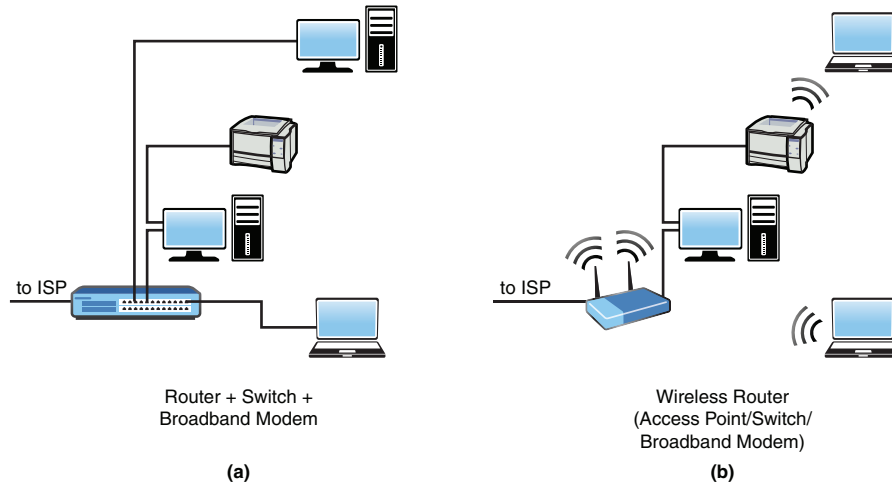 to ISP
Router + Switch +
Broadband Modem
(a)
to ISP
Wireless Router
(Access Point/Switch/
Broadband Modem)
(b)